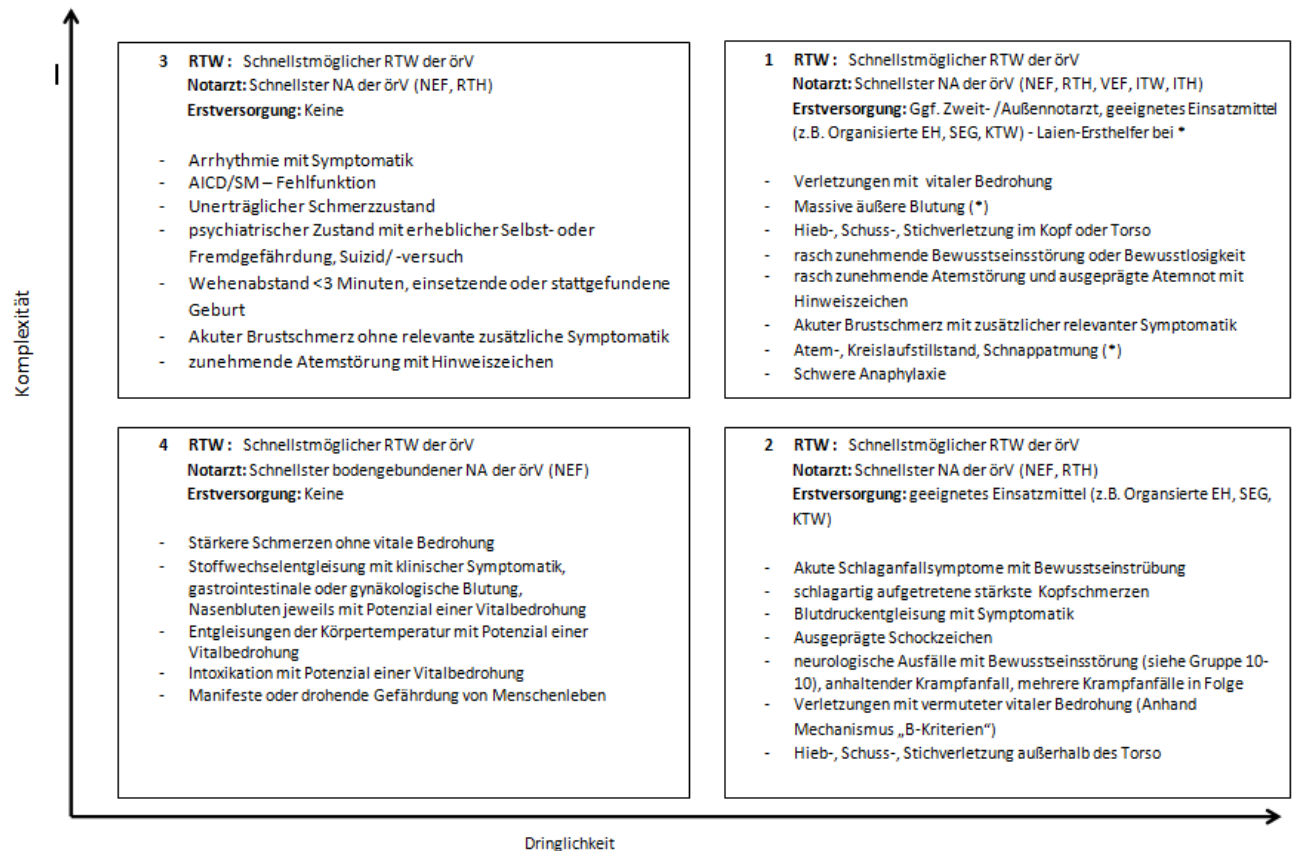 Komplexität
3 RTW : Schnellstmöglicher RTW der örV
Notarzt: Schnellster NA der örV (NEF, RTH)
Erstversorgung: Keine
- Arrhythmie mit Symptomatik
- AICD/SM – Fehlfunktion
- Unerträglicher Schmerzzustand
- psychiatrischer Zustand mit erheblicher Selbst- oder
Fremdgefährdung, Suizid/ -versuch
- Wehenabstand <3 Minuten, einsetzende oder stattgefundene
Geburt
- Akuter Brustschmerz ohne relevante zusätzliche Symptomatik
- zunehmende Atemstörung mit Hinweiszeichen
1 RTW : Schnellstmöglicher RTW der örV
Notarzt: Schnellster NA der örV (NEF, RTH, VEF, ITW, ITH)
Erstversorgung: Ggf. Zweit- /Außennotarzt, geeignetes Einsatzmittel
(z.B. Organisierte EH, SEG, KTW) - Laien-Ersthelfer bei *
- Verletzungen mit vitaler Bedrohung
- Massive äußere Blutung (*)
- Hieb-, Schuss-, Stichverletzung im Kopf oder Torso
- rasch zunehmende Bewusstseinsstörung oder Bewusstlosigkeit
- rasch zunehmende Atemstörung und ausgeprägte Atemnot mit
Hinweiszeichen
- Akuter Brustschmerz mit zusätzlicher relevanter Symptomatik
- Atem-, Kreislaufstillstand, Schnappatmung (*)
- Schwere Anaphylaxie
4 RTW : Schnellstmöglicher RTW der örV
Notarzt: Schnellster bodengebundener NA der örV (NEF)
Erstversorgung: Keine
- Stärkere Schmerzen ohne vitale Bedrohung
- Stoffwechselentgleisung mit klinischer Symptomatik,
gastrointestinale oder gynäkologische Blutung,
Nasenbluten jeweils mit Potenzial einer Vitalbedrohung
- Entgleisungen der Körpertemperatur mit Potenzial einer
Vitalbedrohung
- Intoxikation mit Potenzial einer Vitalbedrohung
- Manifeste oder drohende Gefährdung von Menschenleben
2 RTW : Schnellstmöglicher RTW der örV
Notarzt: Schnellster NA der örV (NEF, RTH)
Erstversorgung: geeignetes Einsatzmittel (z.B. Organsierte EH, SEG,
KTW)
- Akute Schlaganfallsymptome mit Bewusstseinstrübung
- schlagartig aufgetretene stärkste Kopfschmerzen
- Blutdruckentgleisung mit Symptomatik
- Ausgeprägte Schockzeichen
- neurologische Ausfälle mit Bewusstseinsstörung (siehe Gruppe 10-
10), anhaltender Krampfanfall, mehrere Krampfanfälle in Folge
- Verletzungen mit vermuteter vitaler Bedrohung (Anhand
Mechanismus „B-Kriterien“)
- Hieb-, Schuss-, Stichverletzung außerhalb des Torso
Dringlichkeit